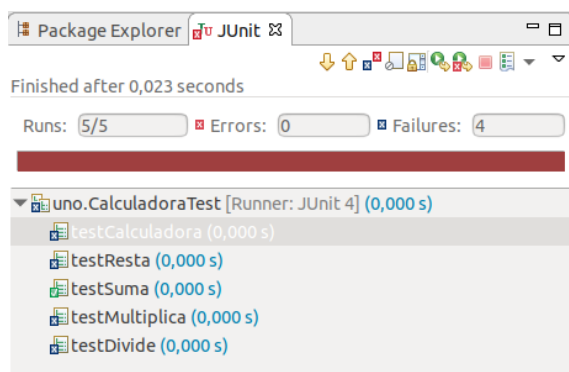 Package Explorer JUnit
Finished after 0,023 seconds
Runs: 5/5 Errors: 0 Failures: 4
uno.CalculadoraTest [Runner: JUnit 4] (0,000 s)
testCalculadora (0,000 s)
testResta (0,000 s)
testSuma (0,000 s)
testMultiplica (0,000 s)
testDivide (0,000 s)